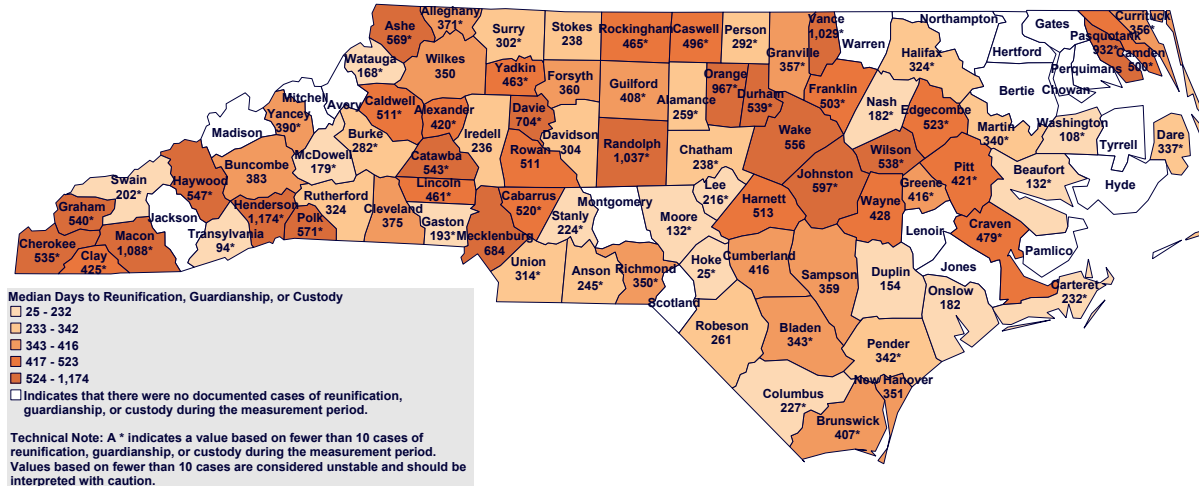 Ashe
569*
Alleghany
371*
Surry
302*
Stokes
238
Rockingham
465*
Caswell
496*
Person
292*
Granville
357*
Vance
1,029*
Warren
Northampton
Halifax
324*
Hertford
Gates
Pasquotank
932*
Currituck
356*
Camden
500*
Perquimans
Chowan
Bertie
Watauga
168*
Wilkes
350
Yadkin
463*
Forsyth
360
Guilford
408*
Alamance
259*
Orange
967*
Durham
539*
Franklin
503*
Nash
182*
Edgecombe
523*
Martin
340*
Washington
108*
Tyrrell
Dare
337*
Mitchell
Avery
Yancey
390*
Caldwell
511*
Alexander
420*
Davie
704*
Iredell
236
Davidson
304
Randolph
1,037*
Chatham
238*
Wake
556
Wilson
538*
Pitt
421*
Beaufort
132*
Hyde
Madison
Burke
282*
McDowell
179*
Catawba
543*
Rowan
511
Johnston
597*
Greene
416*
Buncombe
383
Haywood
547*
Swain
202*
Graham
540*
Jackson
Rutherford
324
Lincoln
461*
Cabarrus
520*
Stanly
224*
Montgomery
Moore
132*
Lee
216*
Harnett
513
Wayne
428
Lenoir
Craven
479*
Pamlico
Henderson
1,174*
Polk
571*
Cleveland
375
Gaston
193*
Mecklenburg
684
Cherokee
535*
Clay
425*
Macon
1,088*
Transylvania
94*
Union
314*
Anson
245*
Richmond
350*
Hoke
25*
Scotland
Cumberland
416
Sampson
359
Duplin
154
Jones
Onslow
182
Carteret
232*
Robeson
261
Bladen
343*
Pender
342*
New Hanover
351
Columbus
227*
Brunswick
407*
Median Days to Reunification, Guardianship, or Custody
25 - 232
233 - 342
343 - 416
417 - 523
524 - 1,174
Indicates that there were no documented cases of reunification,
guardianship, or custody during the measurement period.
Technical Note: A * indicates a value based on fewer than 10 cases of
reunification, guardianship, or custody during the measurement period.
Values based on fewer than 10 cases are considered unstable and should be
interpreted with caution.